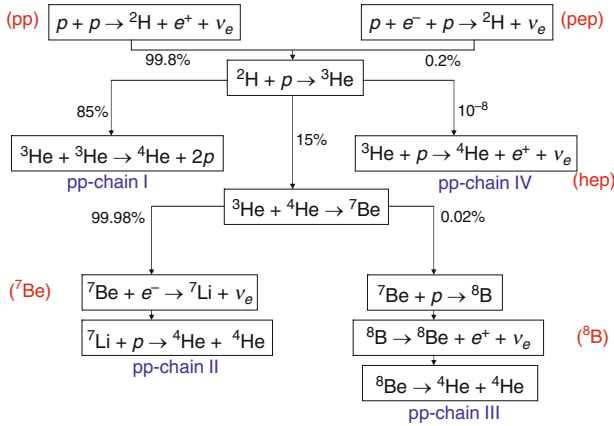 (pp) p + p → ²H + e⁺ + νₑ p + e⁻ + p → ²H + νₑ (pep)
99.8% 0.2%
²H + p → ³He
85% 10⁻⁸
15%
³He + ³He → ⁴He + 2p ³He + p → ⁴He + e⁺ + νₑ
pp-chain I pp-chain IV (hep)
³He + ⁴He → ⁷Be
99.98% 0.02%
(⁷Be) ⁷Be + e⁻ → ⁷Li + νₑ ⁷Be + p → ⁸B
⁷Li + p → ⁴He + ⁴He ⁸B → ⁸Be + e⁺ + νₑ (⁸B)
pp-chain II
⁸Be → ⁴He + ⁴He
pp-chain III